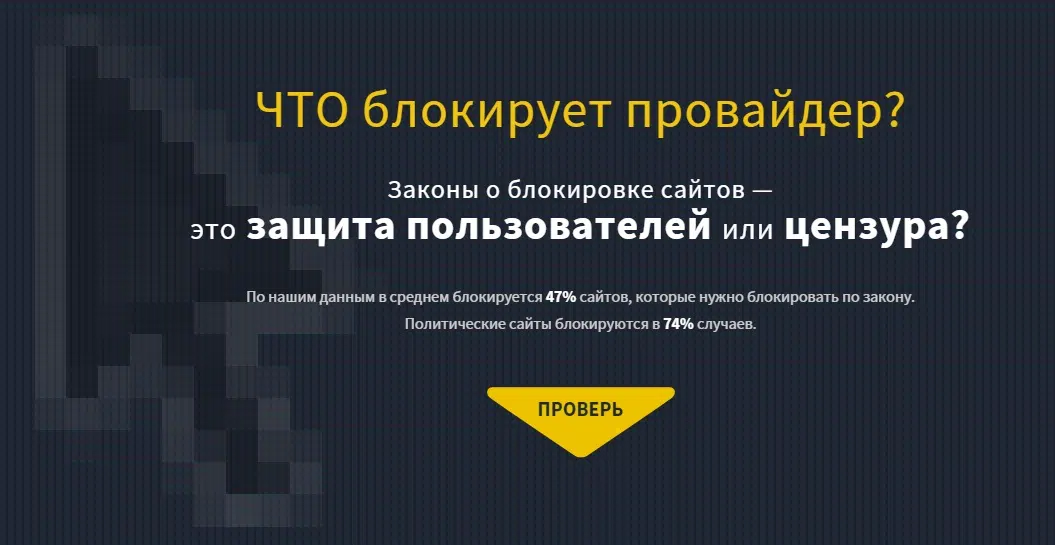 ЧТО блокирует провайдер?
Законы о блокировке сайтов —
это защита пользователей или цензура?
По нашим данным в среднем блокируется 47% сайтов, которые нужно блокировать по закону.
Политические сайты блокируются в 74% случаев.
ПРОВЕРЬ